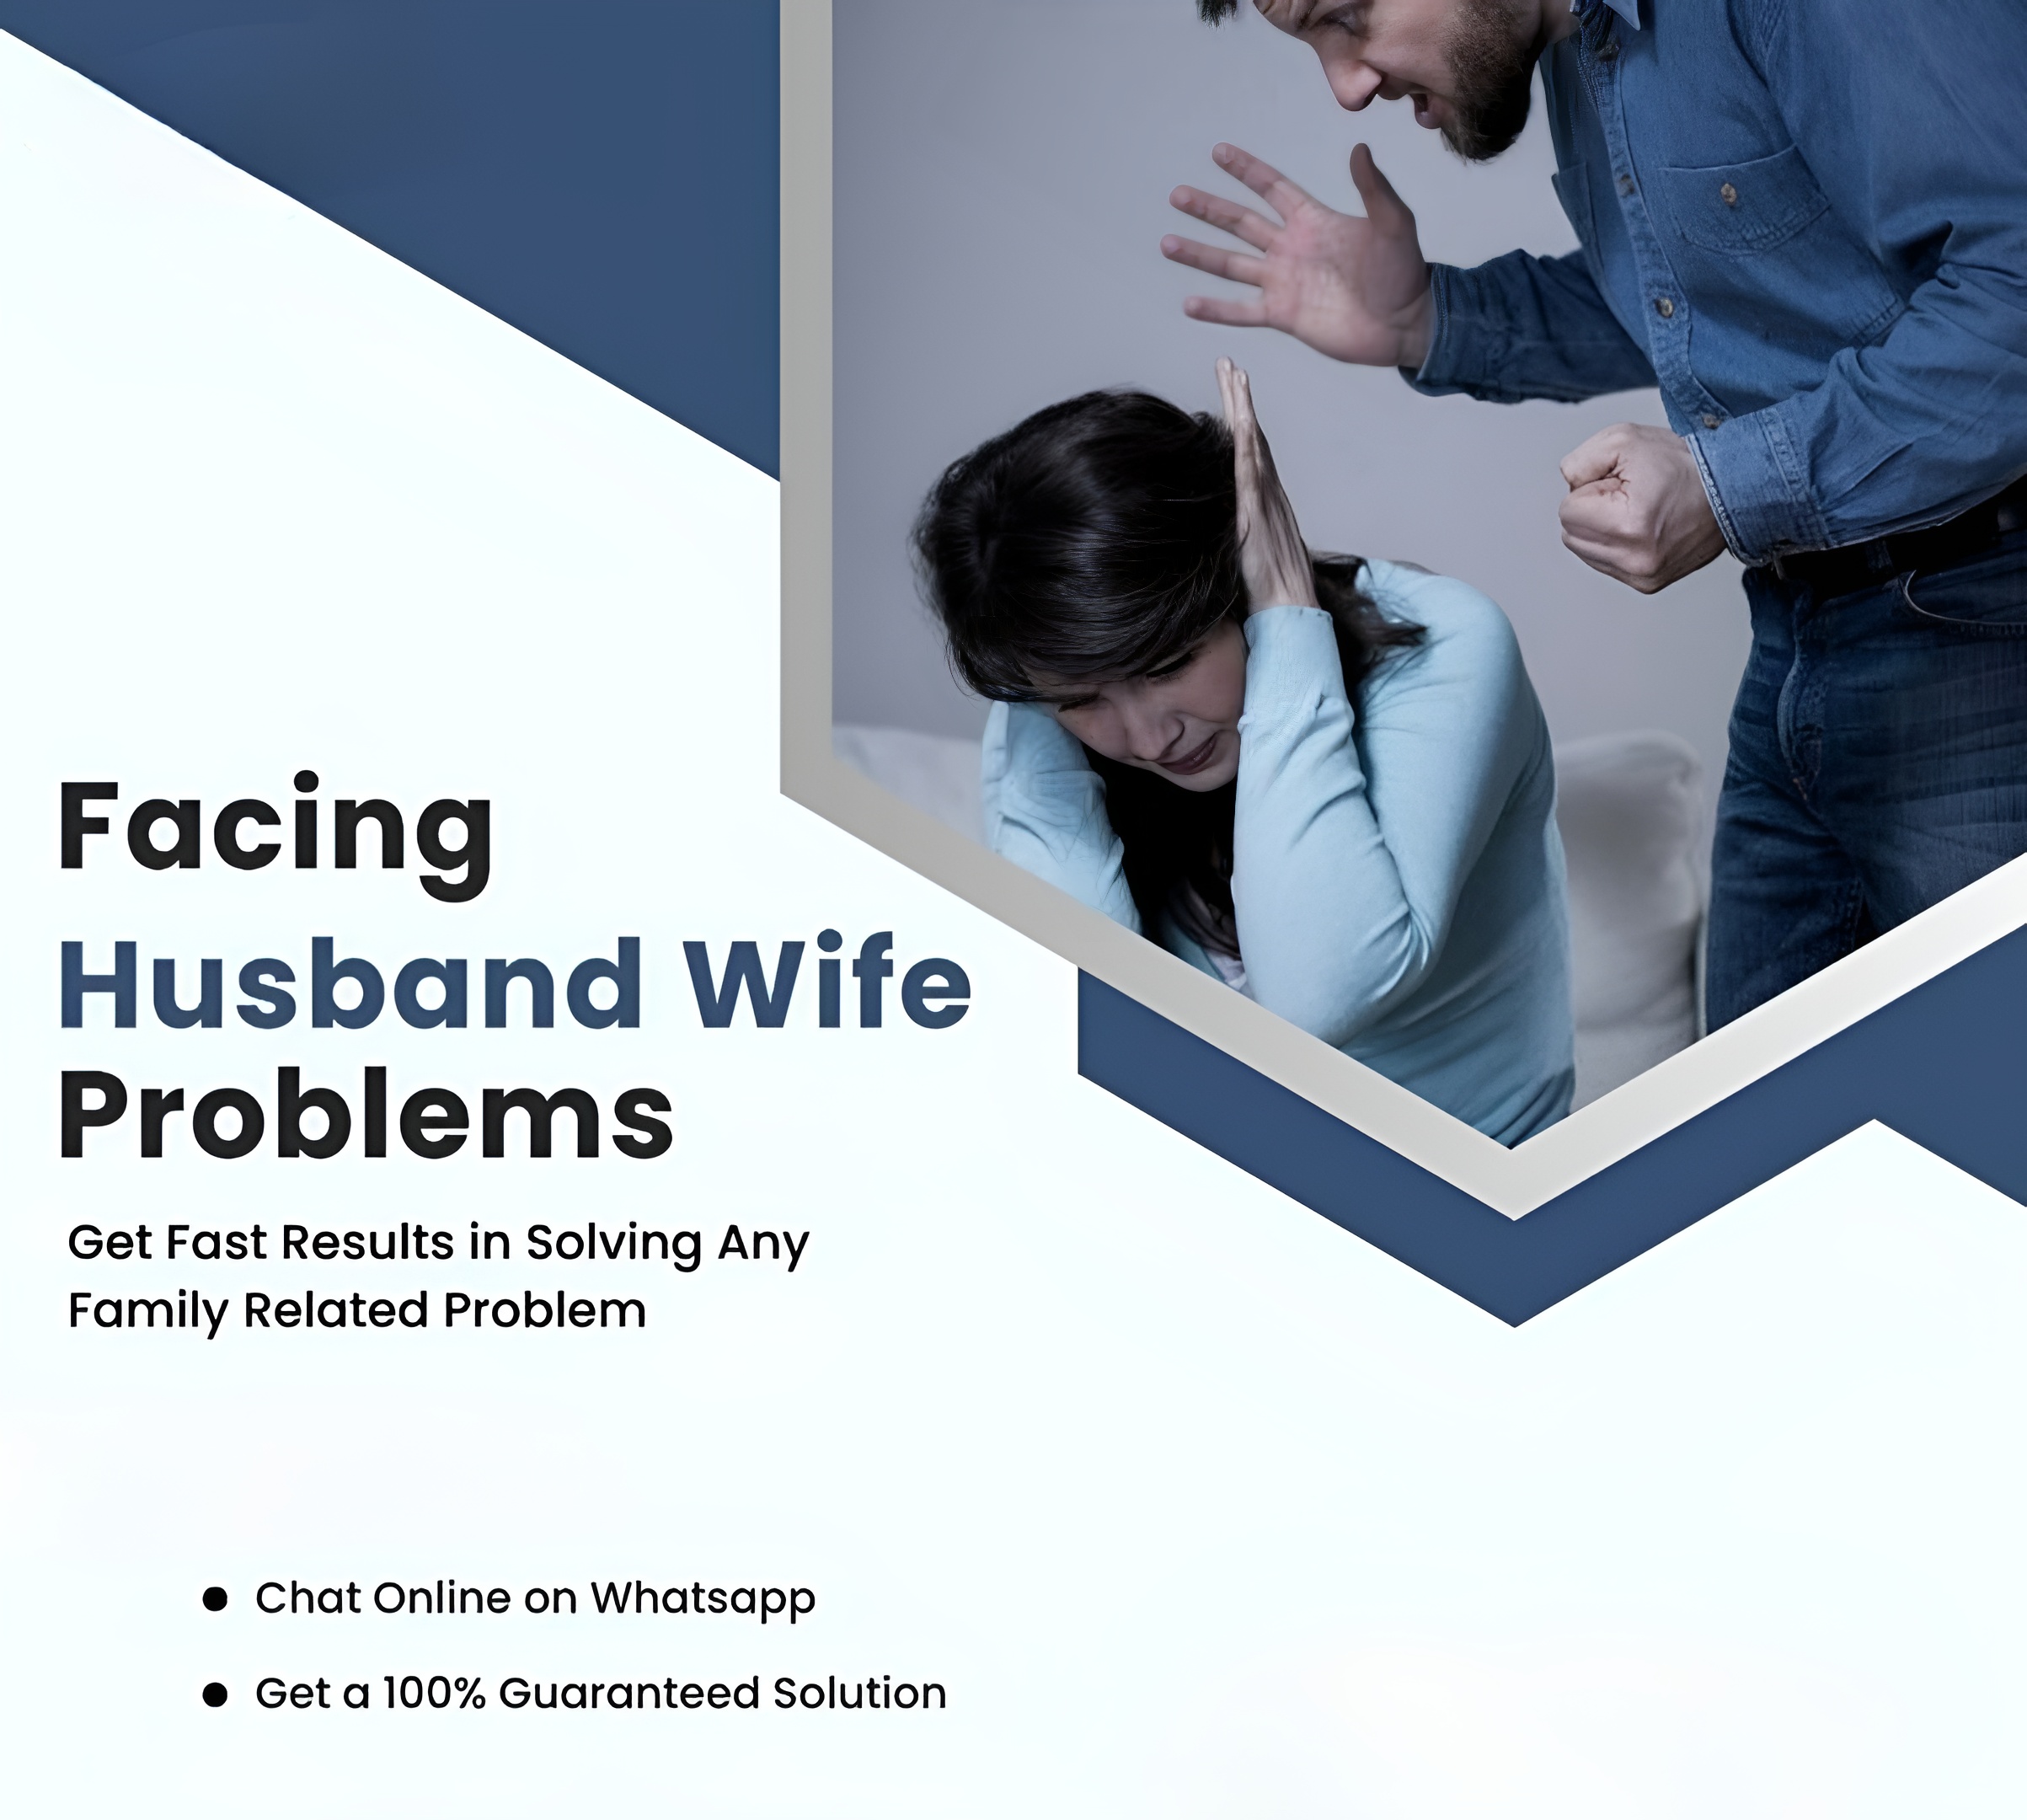 Facing
Husband Wife
Problems
Get Fast Results in Solving Any
Family Related Problem
● Chat Online on Whatsapp
● Get a 100% Guaranteed Solution